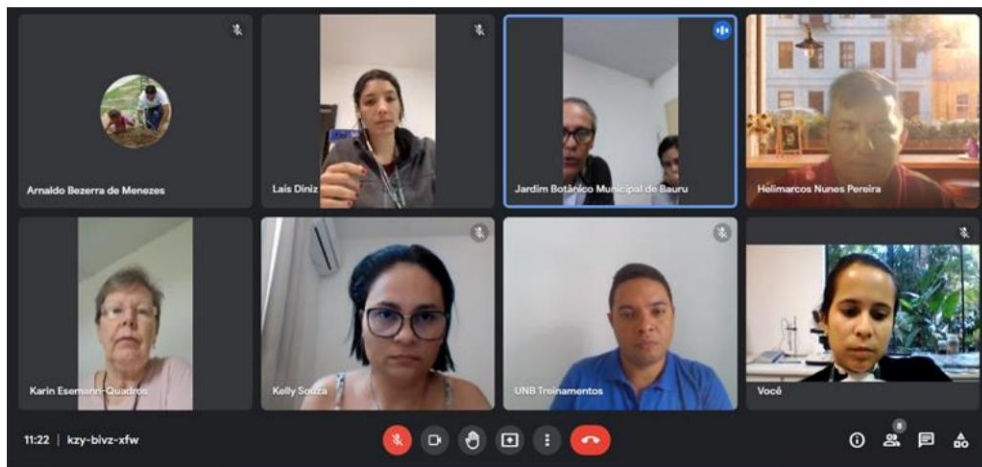 Arnaldo Bezerra de Menezes
Laís Diniz
Jardim Botânico Municipal de Bauru
Helimarcos Nunes Pereira
Karin Esemann-Quadros
Kelly Souza
UNB Treinamentos
Você
11:22 | kzy-bivz-xfw
8